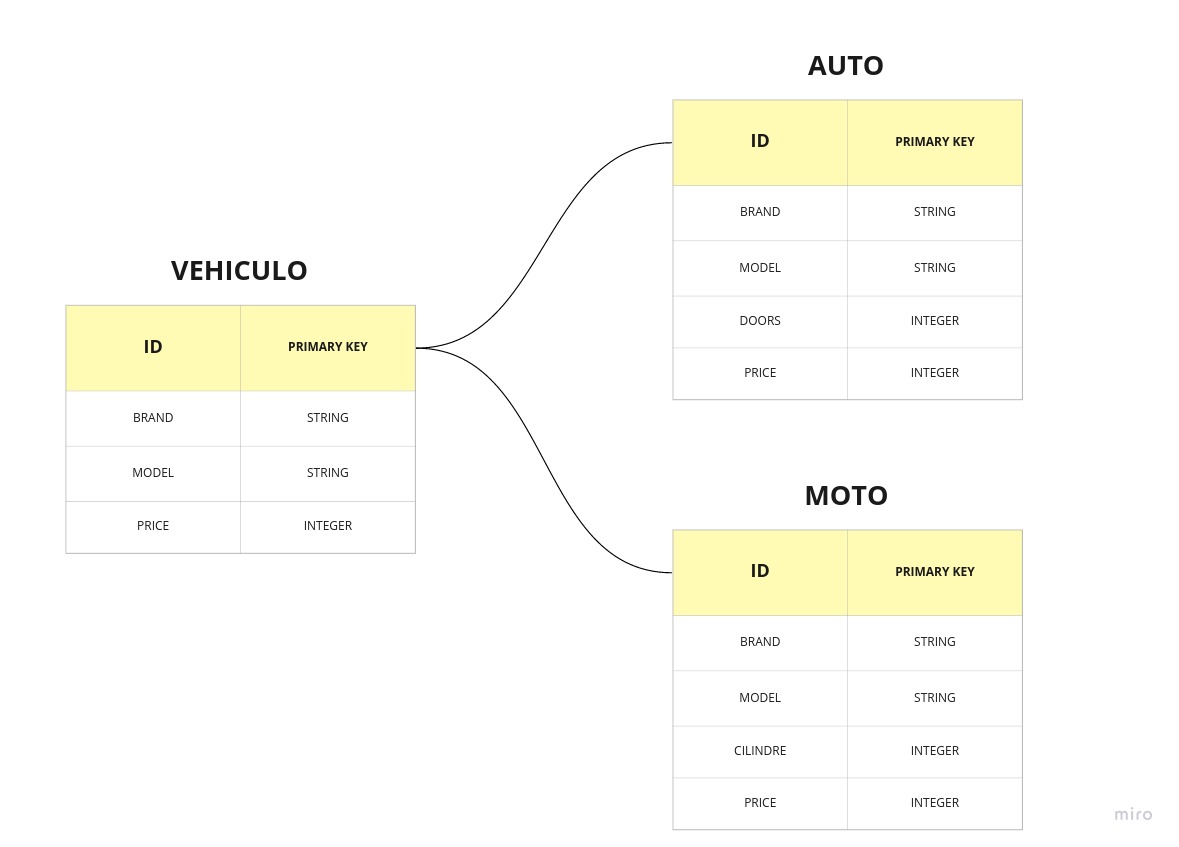 VEHICULO
ID PRIMARY KEY
BRAND STRING
MODEL STRING
PRICE INTEGER
AUTO
ID PRIMARY KEY
BRAND STRING
MODEL STRING
DOORS INTEGER
PRICE INTEGER
MOTO
ID PRIMARY KEY
BRAND STRING
MODEL STRING
CILINDRE INTEGER
PRICE INTEGER
miro